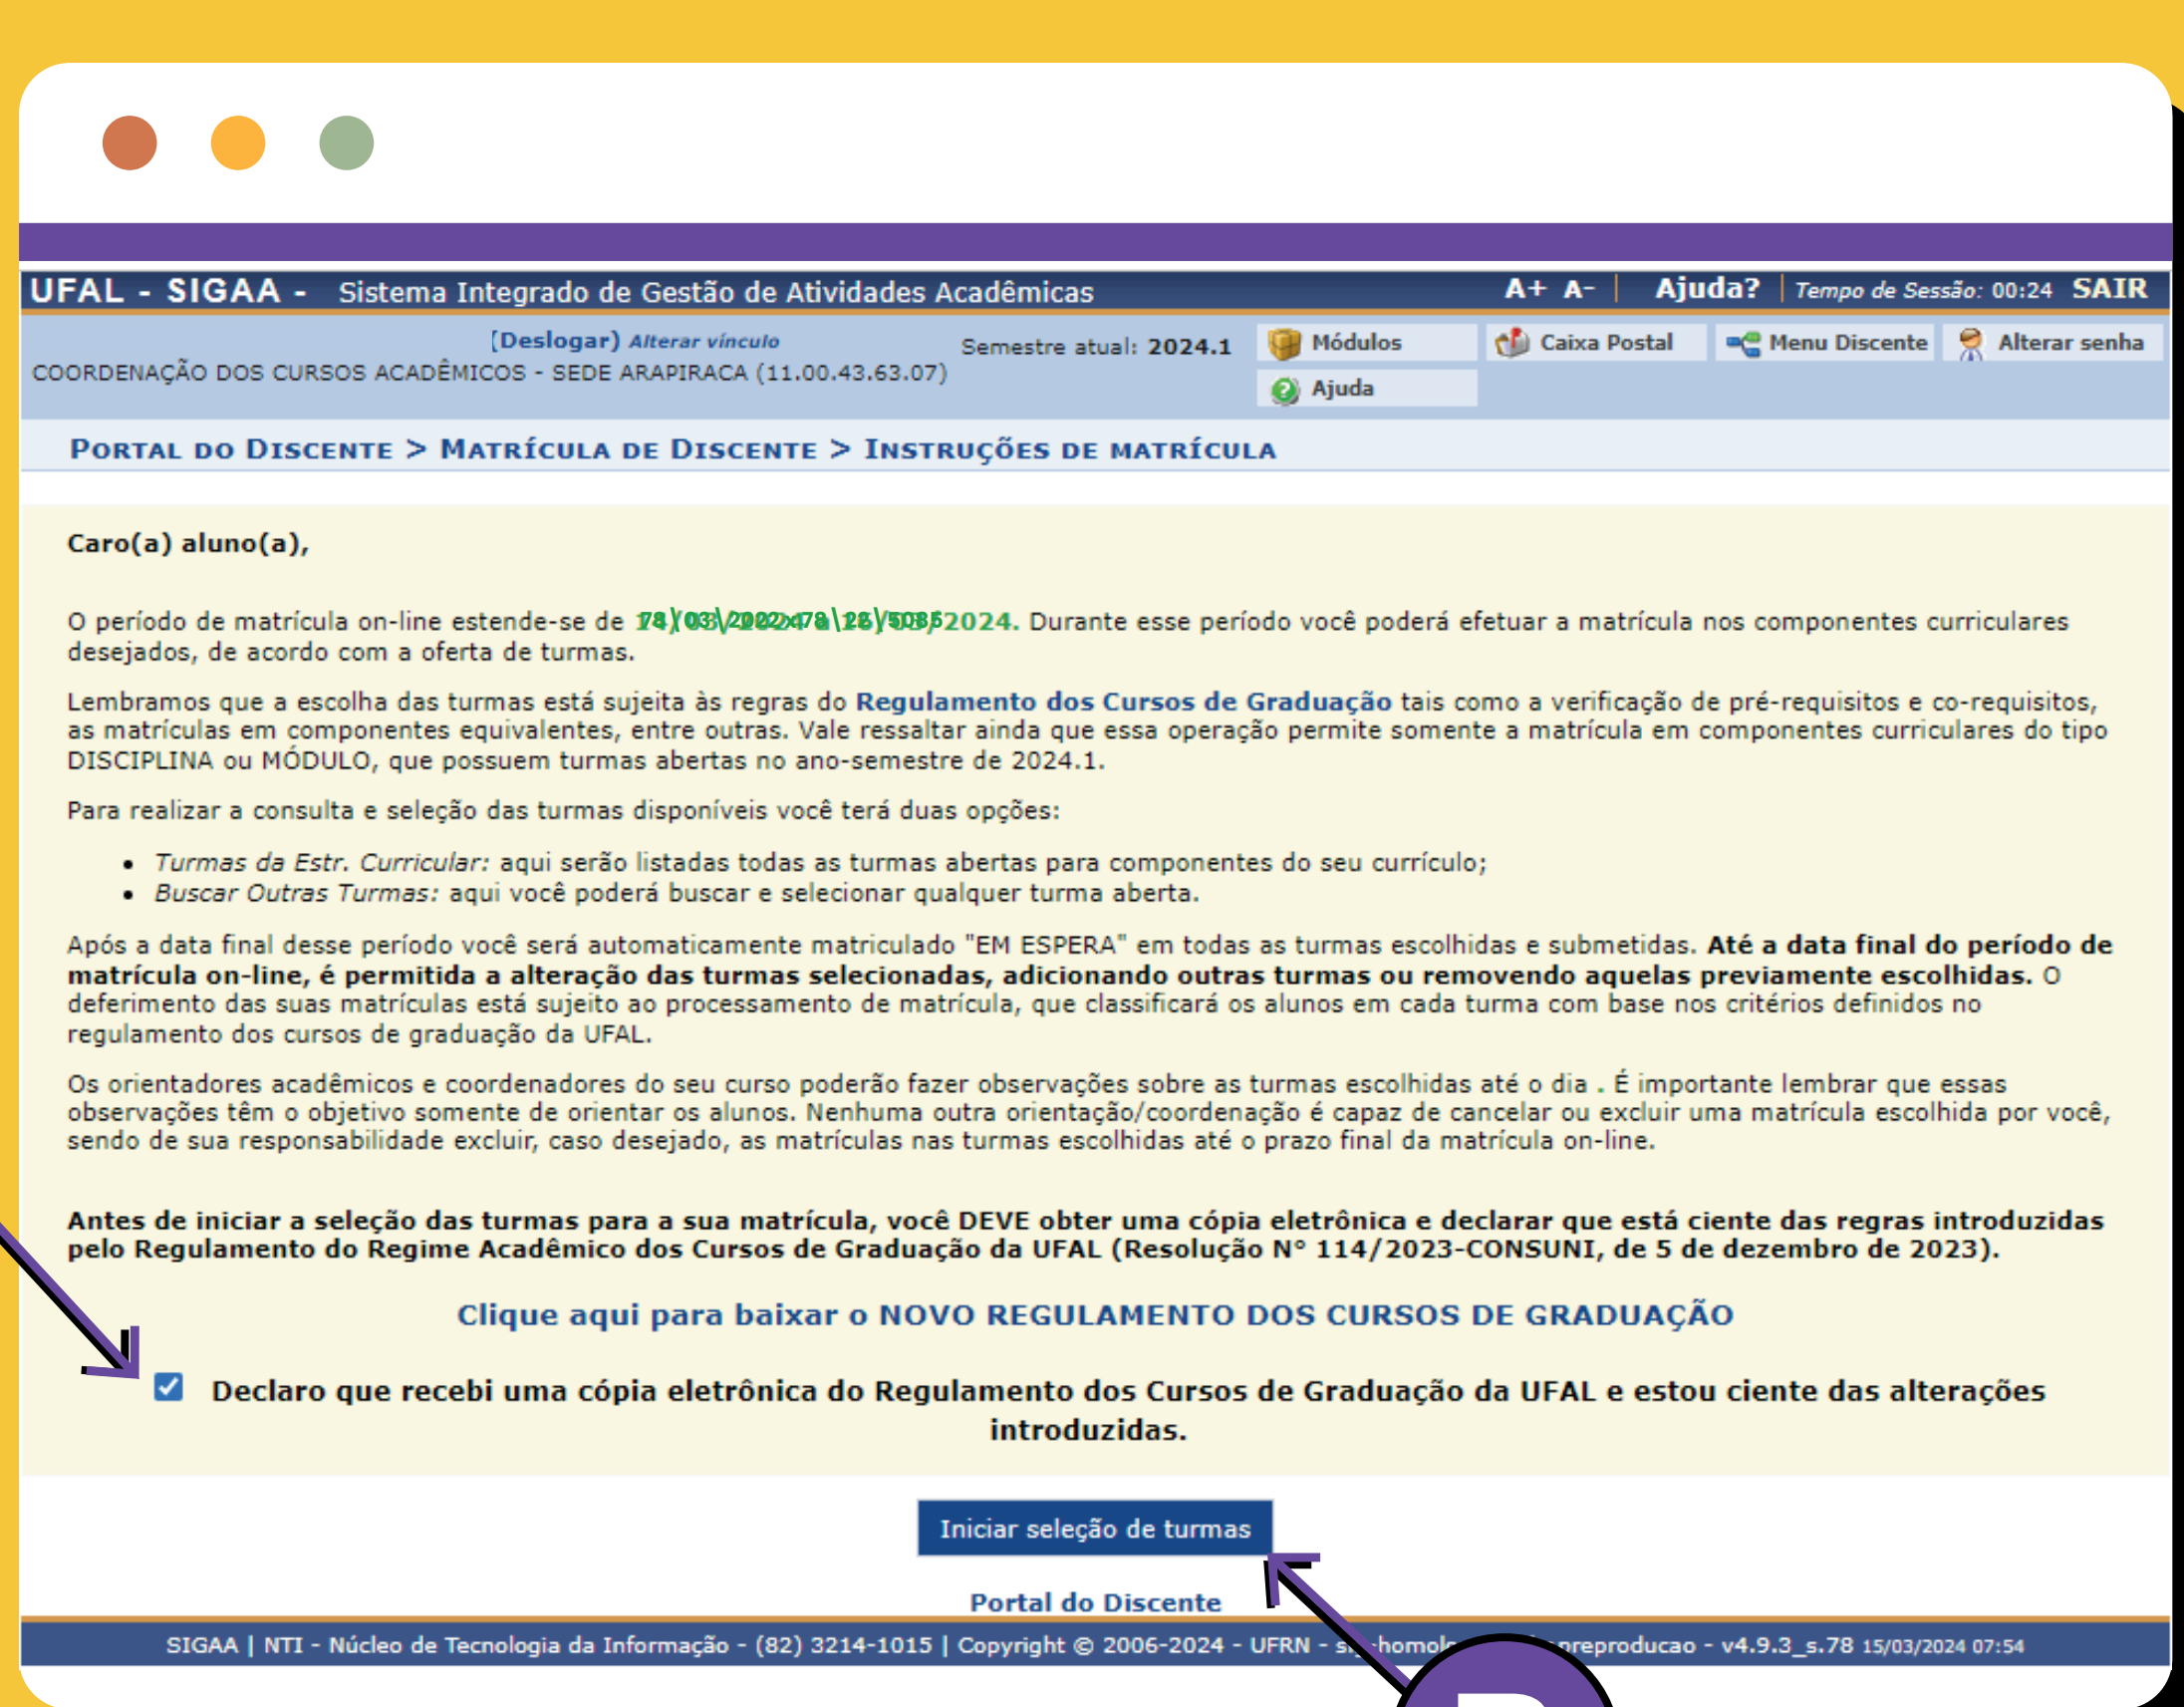 UFAL - SIGAA - Sistema Integrado de Gestão de Atividades Acadêmicas A+ A- | Ajuda? | Tempo de Sessão: 00:24 SAIR
(Deslogar) Alterar vínculo Semestre atual: 2024.1 Módulos Caixa Postal Menu Discente Alterar senha
COORDENAÇÃO DOS CURSOS ACADÊMICOS - SEDE ARAPIRACA (11.00.43.63.07)
Ajuda
PORTAL DO DISCENTE > MATRÍCULA DE DISCENTE > INSTRUÇÕES DE MATRÍCULA
Caro(a) aluno(a),
O período de matrícula on-line estende-se de 2024. Durante esse período você poderá efetuar a matrícula nos componentes curriculares
desejados, de acordo com a oferta de turmas.
Lembramos que a escolha das turmas está sujeita às regras do Regulamento dos Cursos de Graduação tais como a verificação de pré-requisitos e co-requisitos,
as matrículas em componentes equivalentes, entre outras. Vale ressaltar ainda que essa operação permite somente a matrícula em componentes curriculares do tipo
DISCIPLINA ou MÓDULO, que possuem turmas abertas no ano-semestre de 2024.1.
Para realizar a consulta e seleção das turmas disponíveis você terá duas opções:
• Turmas da Estr. Curricular: aqui serão listadas todas as turmas abertas para componentes do seu currículo;
• Buscar Outras Turmas: aqui você poderá buscar e selecionar qualquer turma aberta.
Após a data final desse período você será automaticamente matriculado "EM ESPERA" em todas as turmas escolhidas e submetidas. Até a data final do período de
matrícula on-line, é permitida a alteração das turmas selecionadas, adicionando outras turmas ou removendo aquelas previamente escolhidas. O
deferimento das suas matrículas está sujeito ao processamento de matrícula, que classificará os alunos em cada turma com base nos critérios definidos no
regulamento dos cursos de graduação da UFAL.
Os orientadores acadêmicos e coordenadores do seu curso poderão fazer observações sobre as turmas escolhidas até o dia . É importante lembrar que essas
observações têm o objetivo somente de orientar os alunos. Nenhuma outra orientação/coordenação é capaz de cancelar ou excluir uma matrícula escolhida por você,
sendo de sua responsabilidade excluir, caso desejado, as matrículas nas turmas escolhidas até o prazo final da matrícula on-line.
Antes de iniciar a seleção das turmas para a sua matrícula, você DEVE obter uma cópia eletrônica e declarar que está ciente das regras introduzidas
pelo Regulamento do Regime Acadêmico dos Cursos de Graduação da UFAL (Resolução N° 114/2023-CONSUNI, de 5 de dezembro de 2023).
Clique aqui para baixar o NOVO REGULAMENTO DOS CURSOS DE GRADUAÇÃO
Declaro que recebi uma cópia eletrônica do Regulamento dos Cursos de Graduação da UFAL e estou ciente das alterações
introduzidas.
Iniciar seleção de turmas
Portal do Discente
SIGAA | NTI - Núcleo de Tecnologia da Informação - (82) 3214-1015 | Copyright © 2006-2024 - UFRN - - v4.9.3_s.78 15/03/2024 07:54